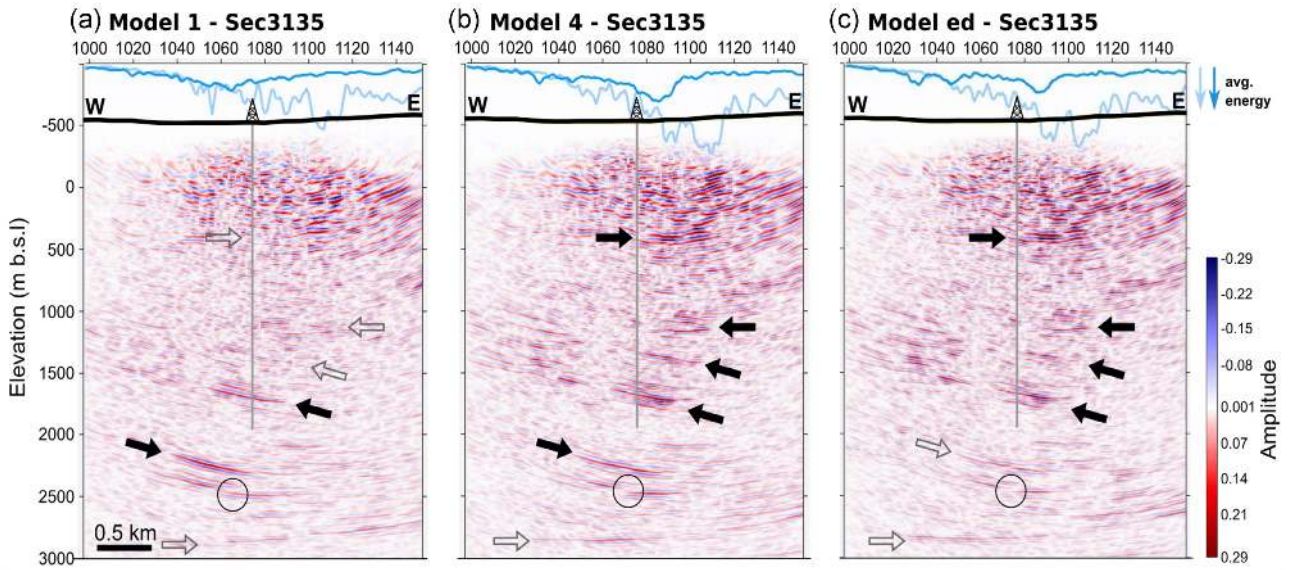 (a) Model 1 - Sec3135
1000 1020 1040 1060 1080 1100 1120 1140
(b) Model 4 - Sec3135
1000 1020 1040 1060 1080 1100 1120 1140
(c) Model ed - Sec3135
1000 1020 1040 1060 1080 1100 1120 1140
W
E
avg.
energy
Elevation (m b.s.l)
-500
0
500
1000
1500
2000
2500
3000
0.5 km
-0.29
-0.22
-0.15
-0.08
0.001
0.07
0.14
0.21
0.29
Amplitude